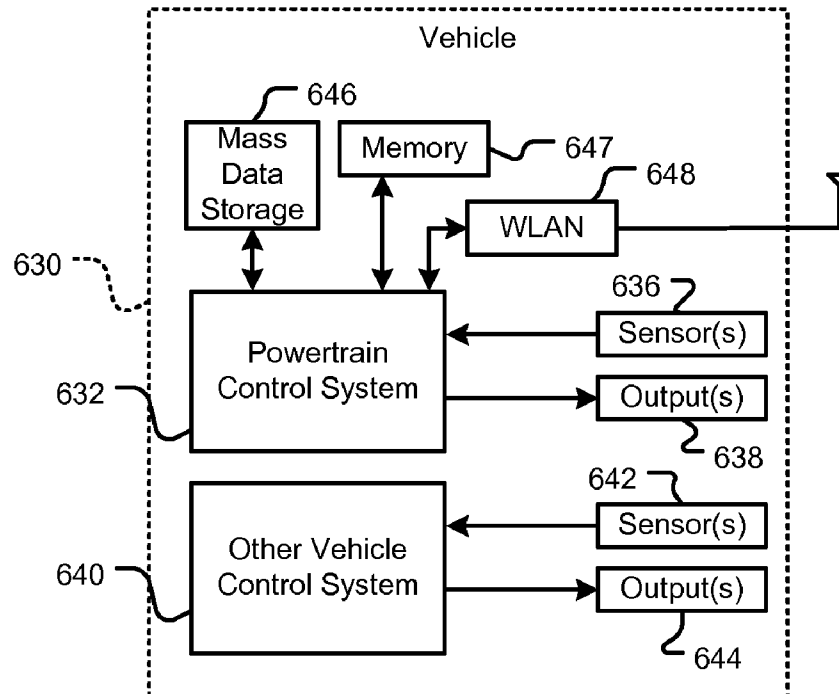 Vehicle
646
Mass
Data
Storage
Memory
647
648
WLAN
630
636
Sensor(s)
Powertrain
Control System
632
Output(s)
638
642
Sensor(s)
Other Vehicle
Control System
640
Output(s)
644